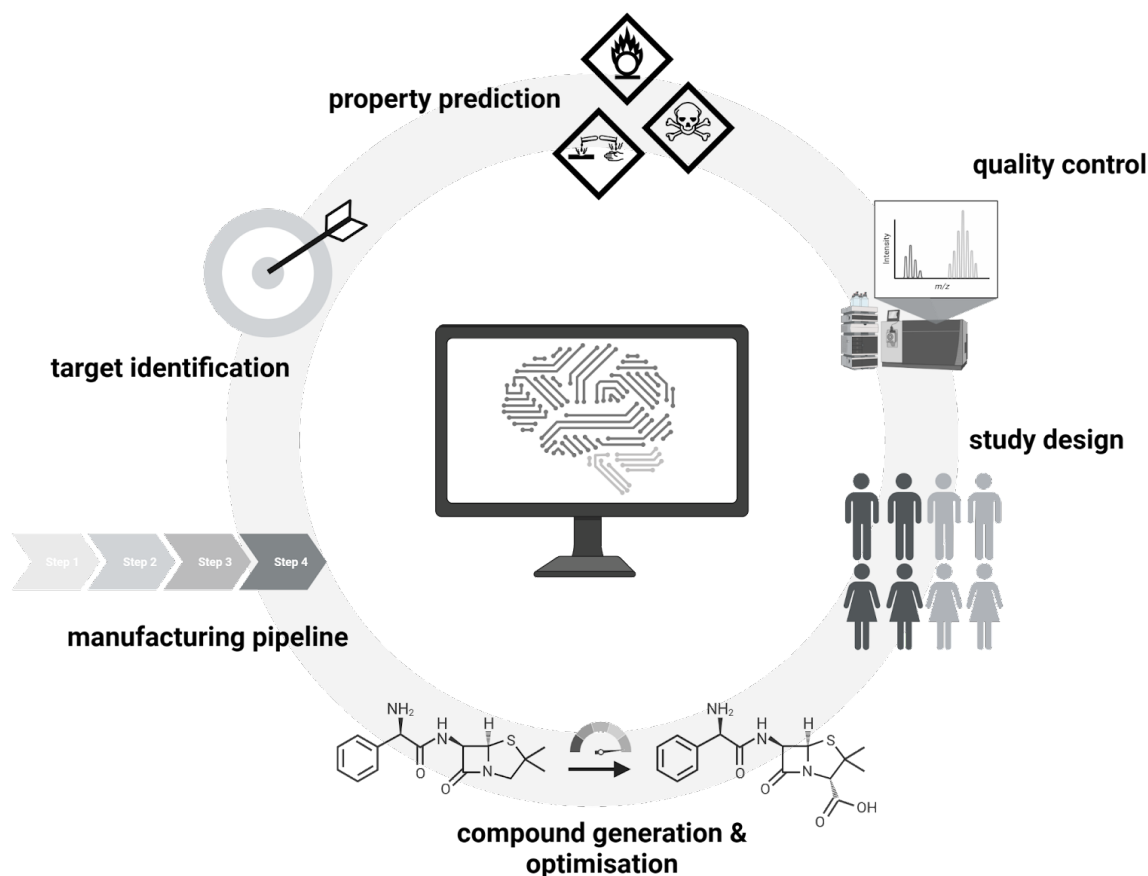 property prediction
quality control
Intensity
m/z
target identification
study design
Step 1
Step 2
Step 3
Step 4
manufacturing pipeline
NH₂
H
N
H
S
O
N
O
NH₂
H
N
H
S
O
N
O
O
OH
compound generation &
optimisation